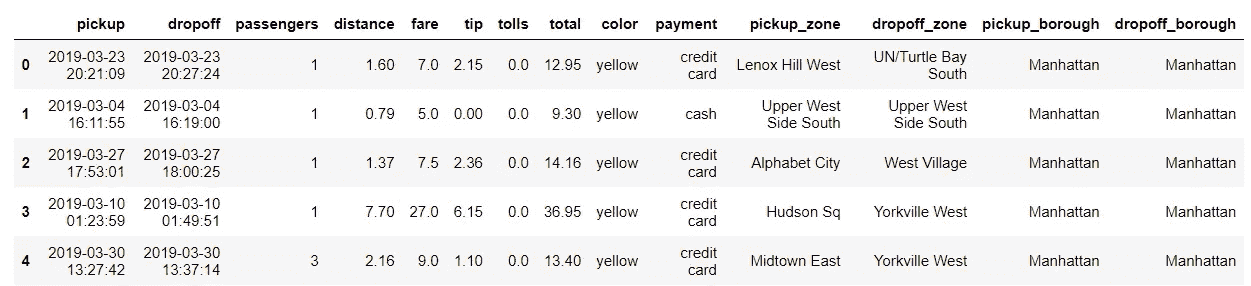 pickup dropoff passengers distance fare tip tolls total color payment pickup_zone dropoff_zone pickup_borough dropoff_borough
0 2019-03-23 20:21:09 2019-03-23 20:27:24 1 1.60 7.0 2.15 0.0 12.95 yellow credit card Lenox Hill West UN/Turtle Bay South Manhattan Manhattan
1 2019-03-04 16:11:55 2019-03-04 16:19:00 1 0.79 5.0 0.00 0.0 9.30 yellow cash Upper West Side South Upper West Side South Manhattan Manhattan
2 2019-03-27 17:53:01 2019-03-27 18:00:25 1 1.37 7.5 2.36 0.0 14.16 yellow credit card Alphabet City West Village Manhattan Manhattan
3 2019-03-10 01:23:59 2019-03-10 01:49:51 1 7.70 27.0 6.15 0.0 36.95 yellow credit card Hudson Sq Yorkville West Manhattan Manhattan
4 2019-03-30 13:27:42 2019-03-30 13:37:14 3 2.16 9.0 1.10 0.0 13.40 yellow credit card Midtown East Yorkville West Manhattan Manhattan